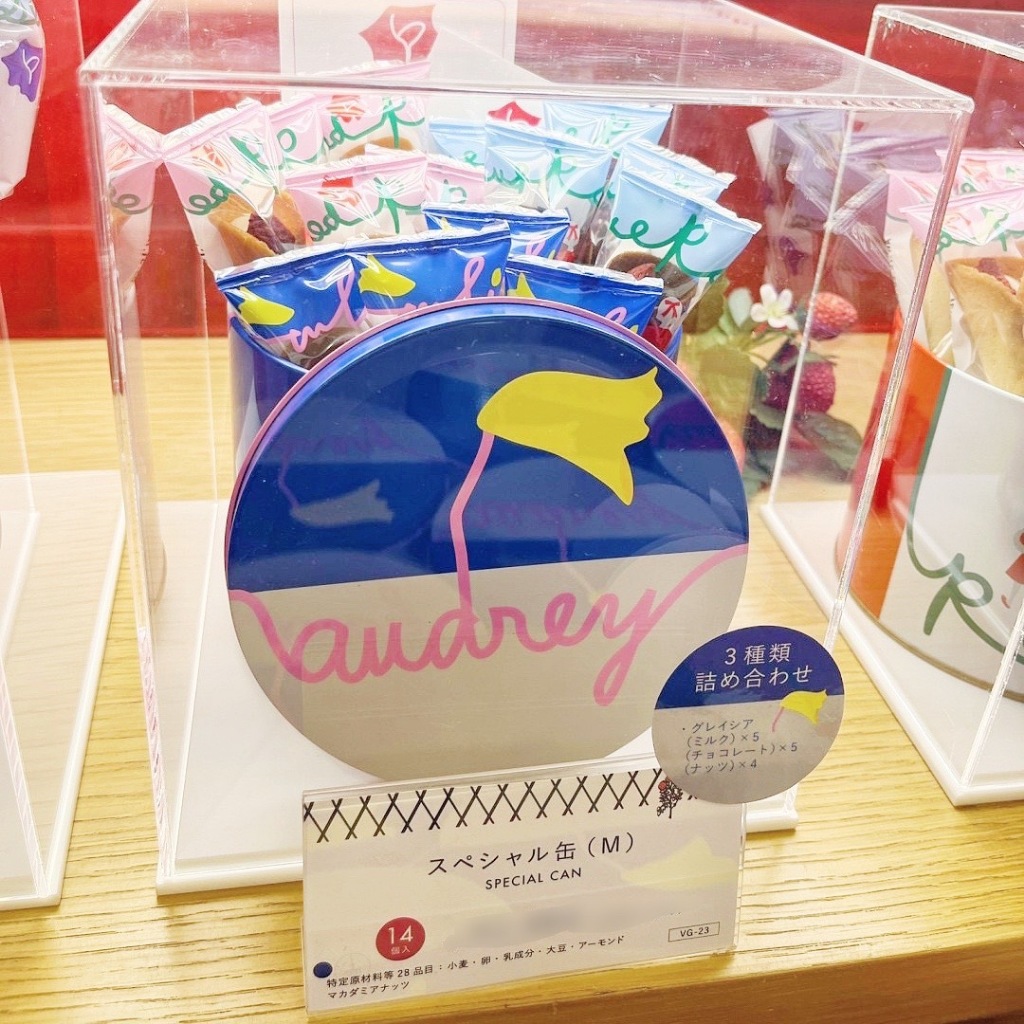 audrey
3種類
詰め合わせ
・グレイシア
(ミルク)×5
(チョコレート)×5
(ナッツ)×4
スペシャル缶(M)
SPECIAL CAN
14
個入
VG-23
特定原材料等28品目:小麦・卵・乳成分・大豆・アーモンド
マカダミアナッツ